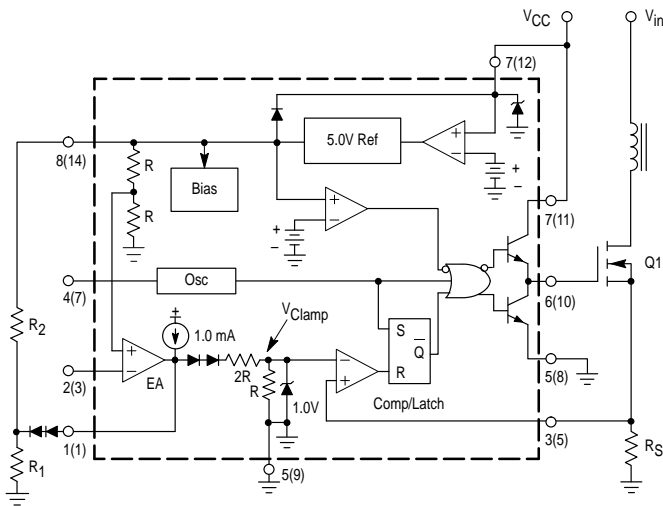 VCC
Vin
7(12)
5.0V Ref
+
−
+
−
8(14)
R
Bias
R
+
−
+
−
7(11)
Osc
4(7)
6(10)
Q1
+
1.0 mA
VClamp
S
Q
R
R2
+
−
EA
2R
R
1.0V
−
+
Comp/Latch
2(3)
5(8)
1(1)
3(5)
R1
5(9)
RS